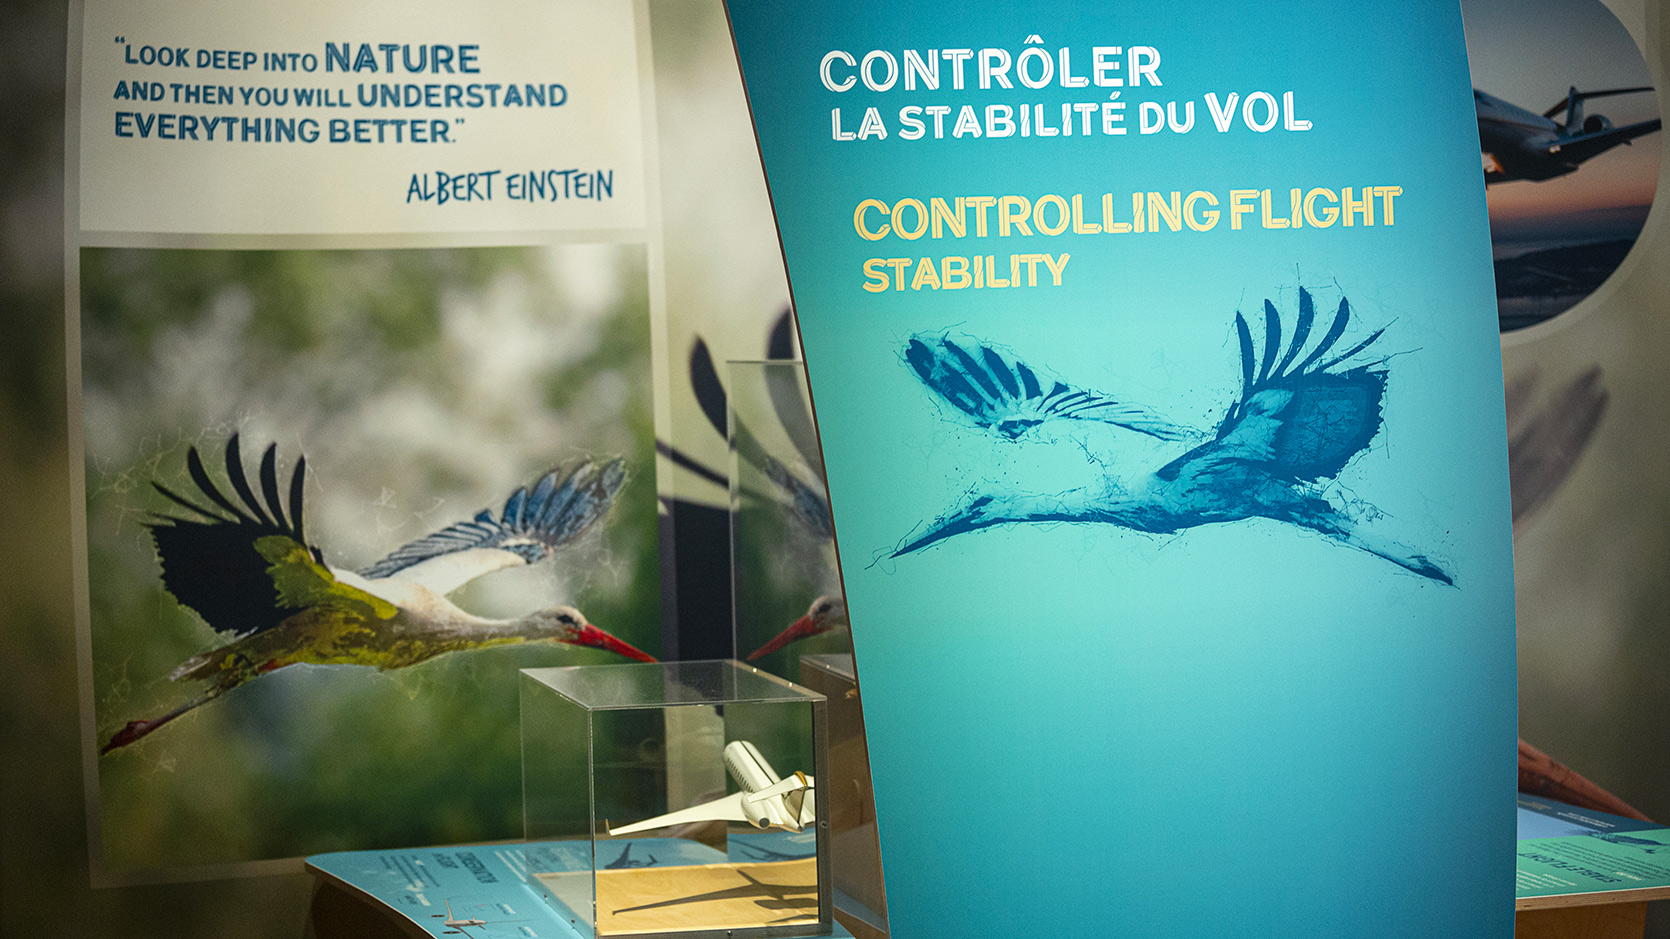 “LOOK DEEP INTO NATURE
AND THEN YOU WILL UNDERSTAND
EVERYTHING BETTER.”
ALBERT EINSTEIN
CONTRÔLER
LA STABILITÉ DU VOL
CONTROLLING FLIGHT
STABILITY